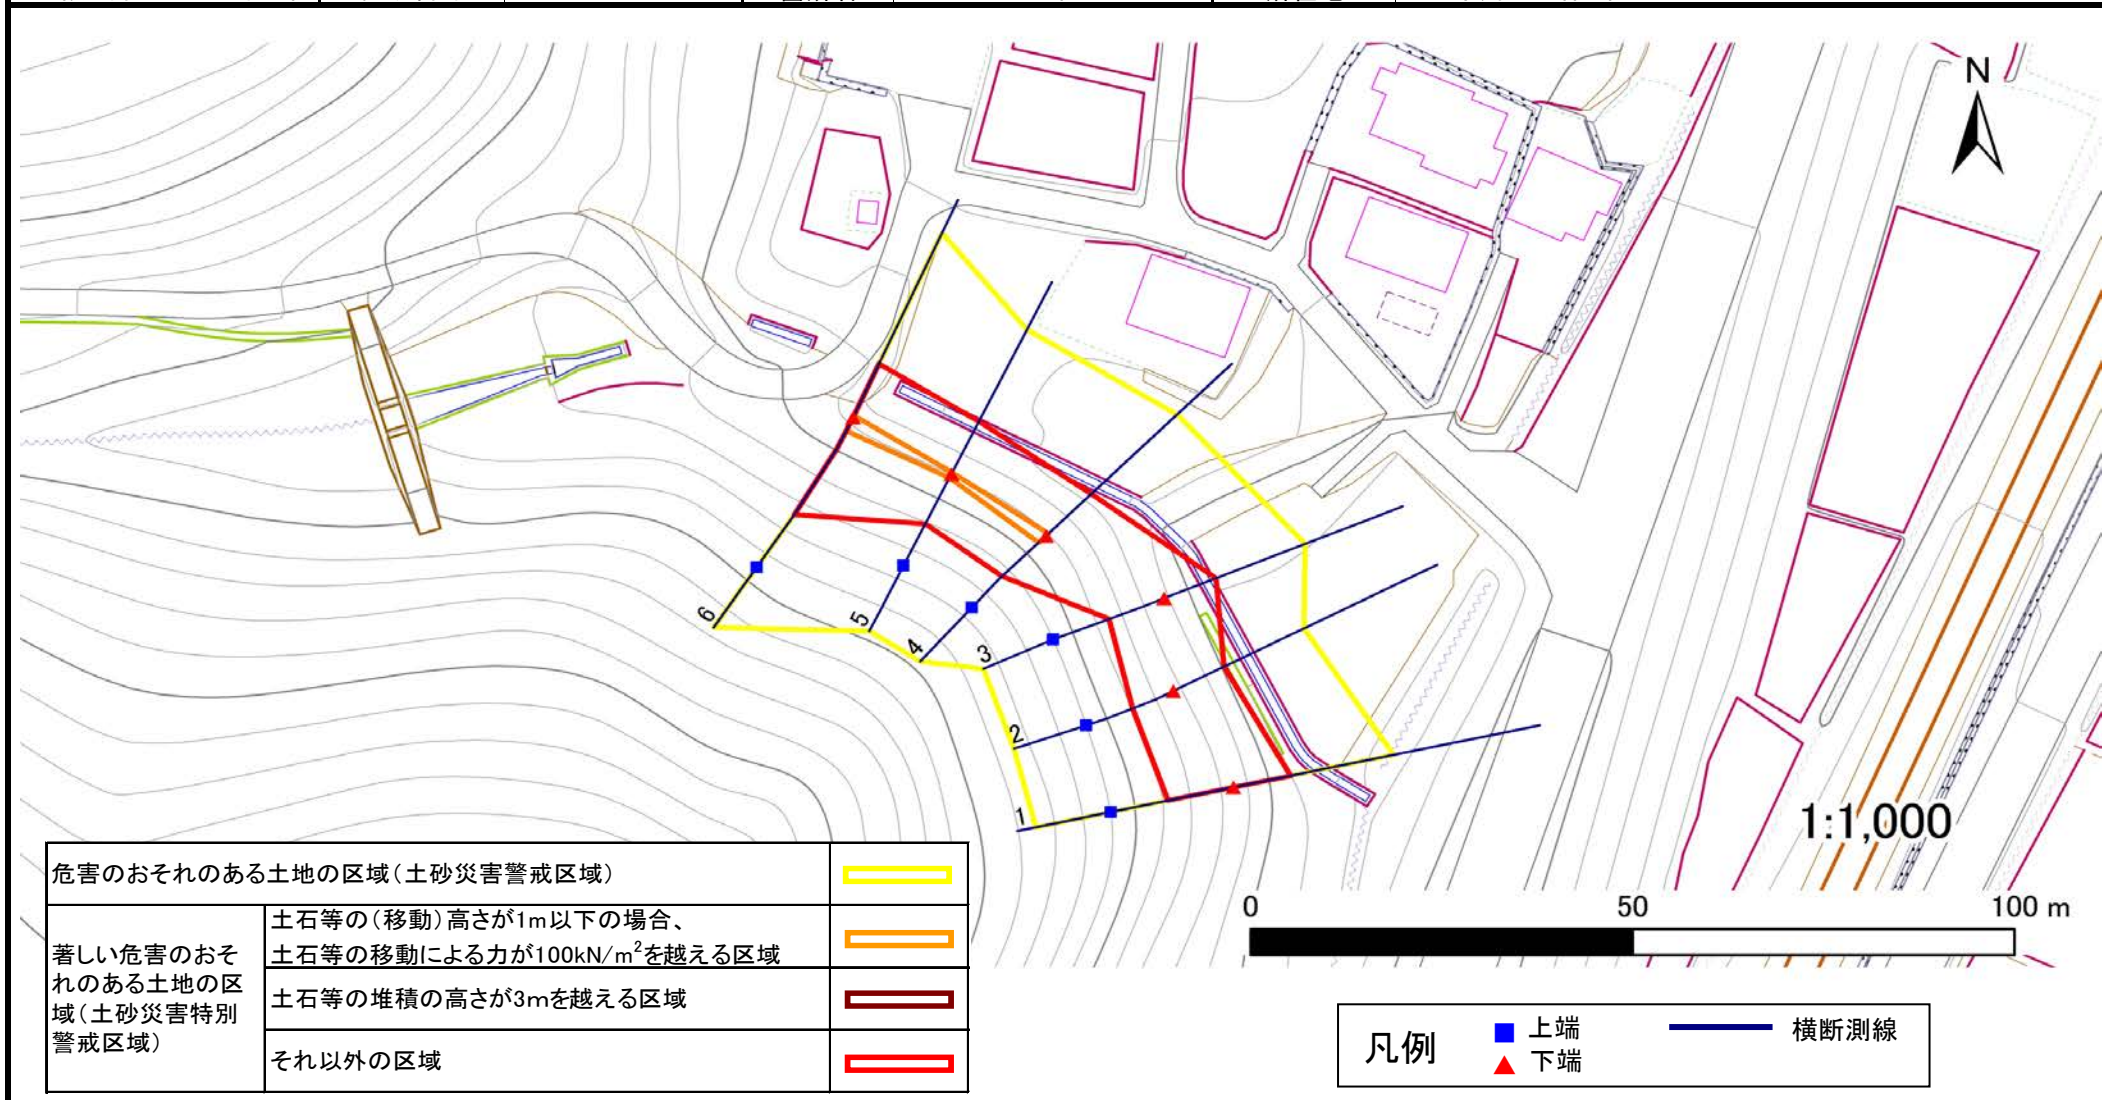 N
6
5
4
3
2
1
1:1,000
0 50 100 m
危害のおそれのある土地の区域(土砂災害警戒区域)
著しい危害のおそ
れのある土地の区
域(土砂災害特別
警戒区域)
土石等の(移動)高さが1m以下の場合、
土石等の移動による力が100kN/m²を越える区域
土石等の堆積の高さが3mを越える区域
それ以外の区域
凡例
上端
下端
横断測線